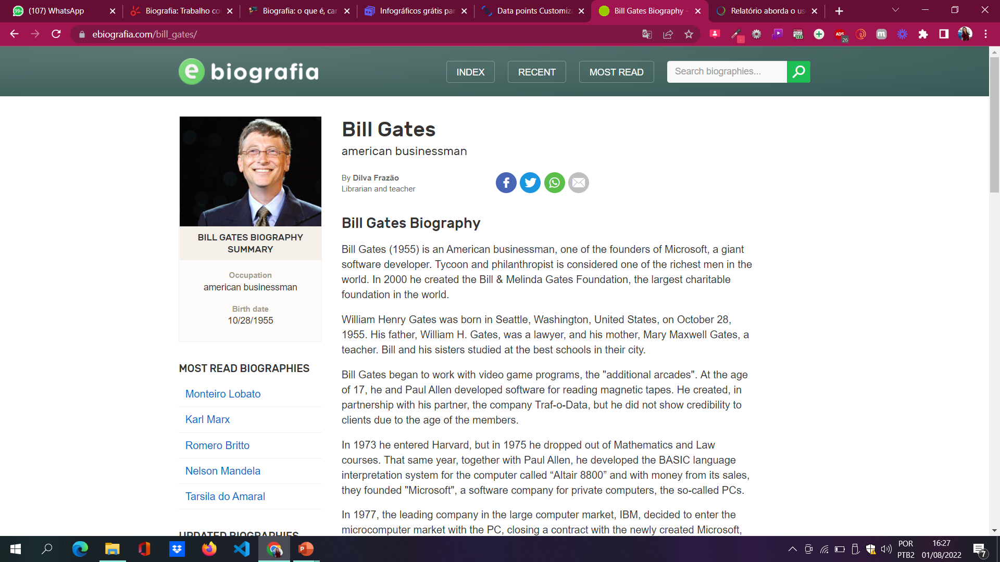 (107) WhatsApp
Biografia: Trabalho co
Biografia: o que é, car
Infográficos grátis par
Data points Customiza
Bill Gates Biography -
Relatório aborda o us
ebiografia.com/bill_gates/
ADS
26
e biografia
INDEX
RECENT
MOST READ
Search biographies...
Bill Gates
american businessman
By Dilva Frazão
Librarian and teacher
BILL GATES BIOGRAPHY
SUMMARY
Occupation
american businessman
Birth date
10/28/1955
MOST READ BIOGRAPHIES
Monteiro Lobato
Karl Marx
Romero Britto
Nelson Mandela
Tarsila do Amaral
UPDATED BIOGRAPHIES
Bill Gates Biography
Bill Gates (1955) is an American businessman, one of the founders of Microsoft, a giant
software developer. Tycoon and philanthropist is considered one of the richest men in the
world. In 2000 he created the Bill & Melinda Gates Foundation, the largest charitable
foundation in the world.
William Henry Gates was born in Seattle, Washington, United States, on October 28,
1955. His father, William H. Gates, was a lawyer, and his mother, Mary Maxwell Gates, a
teacher. Bill and his sisters studied at the best schools in their city.
Bill Gates began to work with video game programs, the "additional arcades". At the age
of 17, he and Paul Allen developed software for reading magnetic tapes. He created, in
partnership with his partner, the company Traf-o-Data, but he did not show credibility to
clients due to the age of the members.
In 1973 he entered Harvard, but in 1975 he dropped out of Mathematics and Law
courses. That same year, together with Paul Allen, he developed the BASIC language
interpretation system for the computer called “Altair 8800” and with money from its sales,
they founded "Microsoft", a software company for private computers, the so-called PCs.
In 1977, the leading company in the large computer market, IBM, decided to enter the
microcomputer market with the PC, closing a contract with the newly created Microsoft,
POR
PTB2
16:27
01/08/2022
7